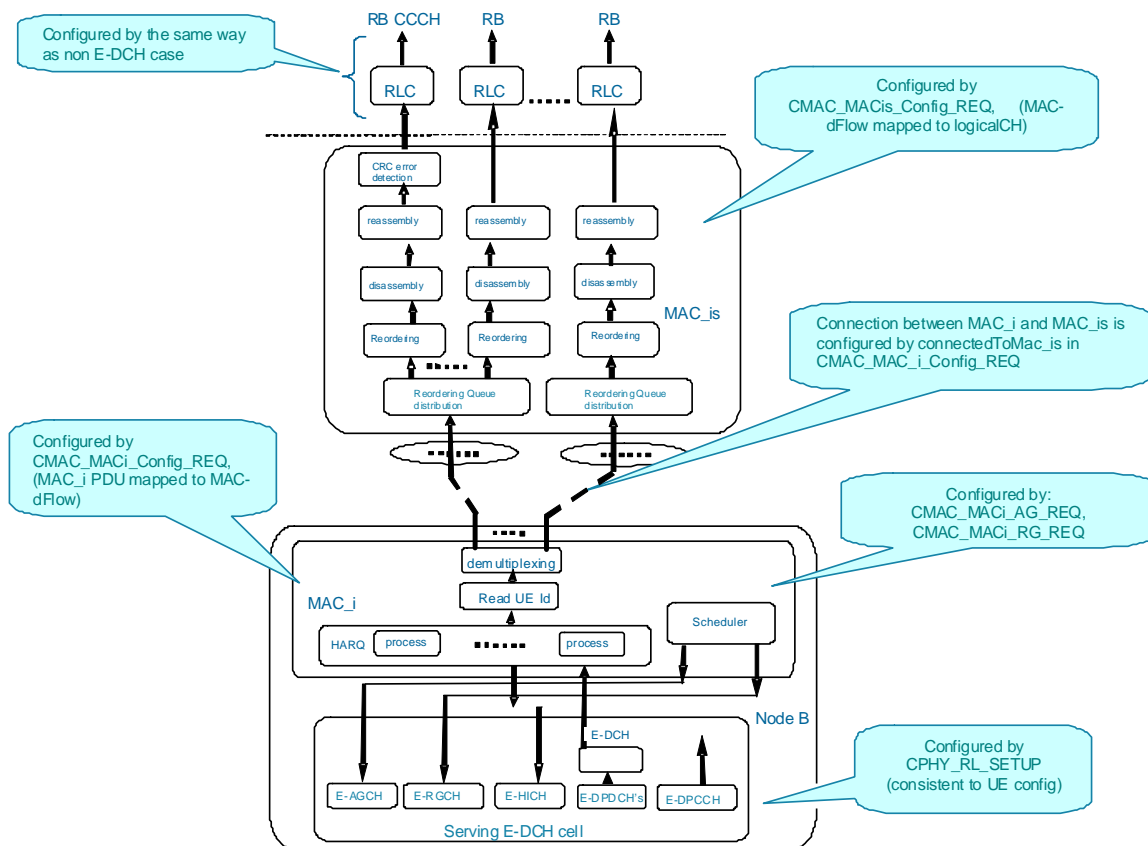 RB CCCH
RB
RB
Configured by the same way
as non E-DCH case
RLC
RLC
RLC
Configured by
CMAC_MACis_Config_REQ, (MAC-
dFlow mapped to logicalCH)
CRC error
detection
reassembly
reassembly
reassembly
disassembly
disassembly
disassembly
MAC_is
Reordering
Reordering
Reordering
Connection between MAC_i and MAC_is is
configured by connectedToMac_is in
CMAC_MAC_i_Config_REQ
Reordering Queue
distribution
Reordering Queue
distribution
Configured by
CMAC_MACi_Config_REQ,
(MAC_i PDU mapped to MAC-
dFlow)
Configured by:
CMAC_MACi_AG_REQ,
CMAC_MACi_RG_REQ
demultiplexing
Read UE Id
MAC_i
Scheduler
HARQ
process
process
Node B
E-DCH
Configured by
CPHY_RL_SETUP
(consistent to UE config)
E-AGCH
E-RGCH
E-HICH
E-DPDCH's
E-DPCCH
Serving E-DCH cell